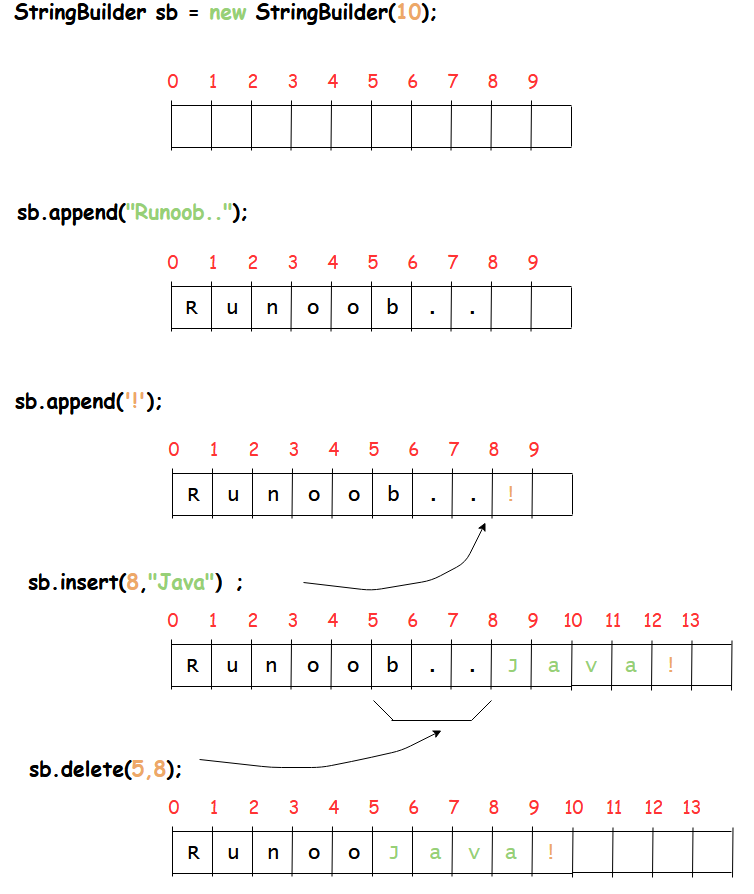 StringBuilder sb = new StringBuilder(10);
0 1 2 3 4 5 6 7 8 9
sb.append("Runoob..");
0 1 2 3 4 5 6 7 8 9
R u n o o b . .
sb.append('!');
0 1 2 3 4 5 6 7 8 9
R u n o o b . . !
sb.insert(8,"Java") ;
0 1 2 3 4 5 6 7 8 9 10 11 12 13
R u n o o b . . J a v a !
sb.delete(5,8);
0 1 2 3 4 5 6 7 8 9 10 11 12 13
R u n o o J a v a !